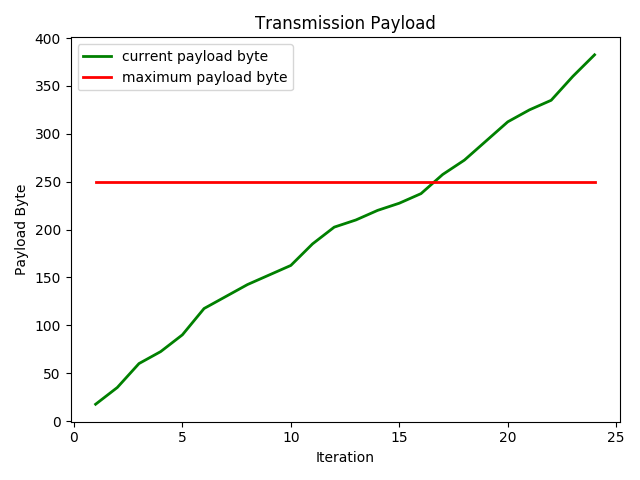 Transmission Payload
current payload byte
maximum payload byte
400
350
300
250
200
150
100
50
0
Payload Byte
0 5 10 15 20 25
Iteration